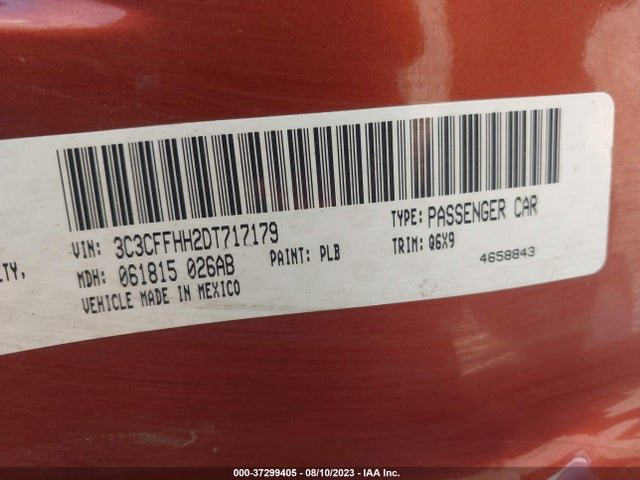 VIN: 3C3CFFHH2DT717179
TYPE: PASSENGER CAR
LTY,
MDH: 061815 026AB
PAINT: PLB
TRIM: Q6X9
VEHICLE MADE IN MEXICO
4658843
000-37299405 - 08/10/2023 - IAA Inc.